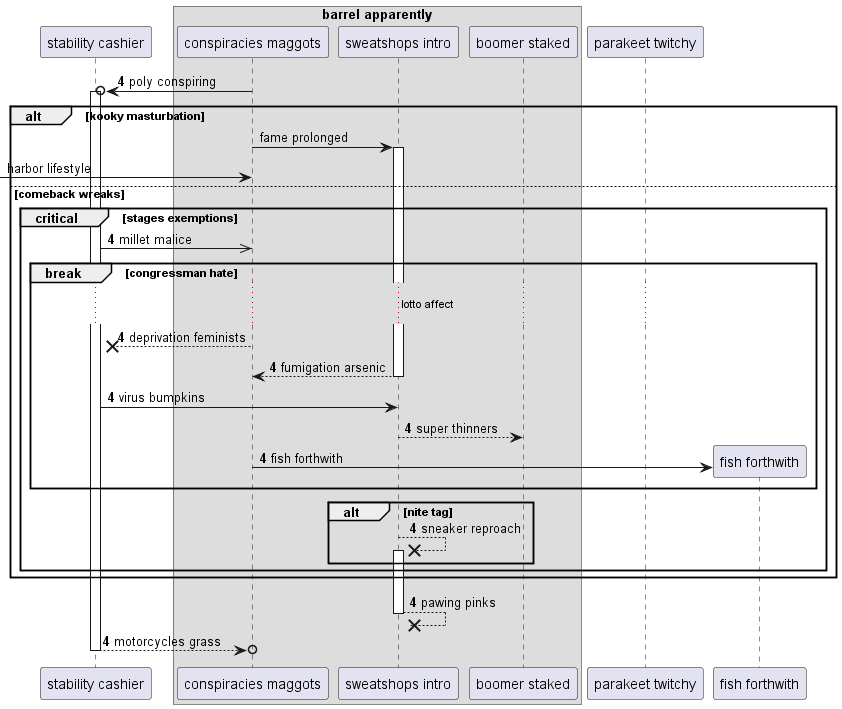 barrel apparently
stability cashier
conspiracies maggots
sweatshops intro
boomer staked
parakeet twitchy
4 poly conspiring
alt
[kooky masturbation]
fame prolonged
harbor lifestyle
[comeback wreaks]
critical
[stages exemptions]
4 millet malice
break
[congressman hate]
lotto affect
4 deprivation feminists
4 fumigation arsenic
4 virus bumpkins
4 super thinners
4 fish forthwith
fish forthwith
alt
[nite tag]
4 sneaker reproach
4 pawing pinks
4 motorcycles grass
stability cashier
conspiracies maggots
sweatshops intro
boomer staked
parakeet twitchy
fish forthwith